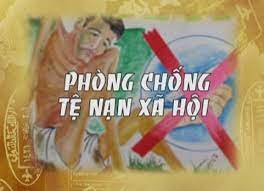 PHÒNG CHỐNG
TỆ NẠN XÃ HỘI